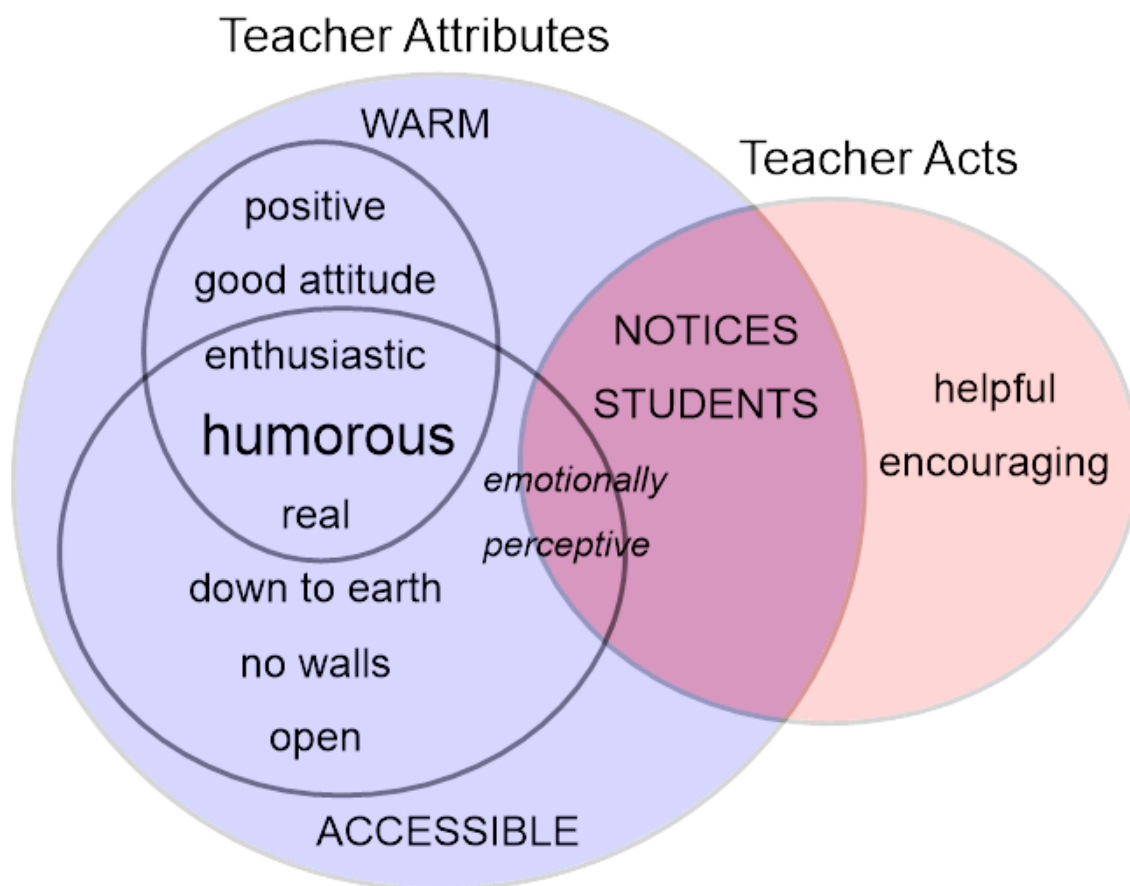 Teacher Attributes
WARM
positive
good attitude
enthusiastic
humorous
real
down to earth
no walls
open
ACCESSIBLE
NOTICES
STUDENTS
emotionally
perceptive
Teacher Acts
helpful
encouraging